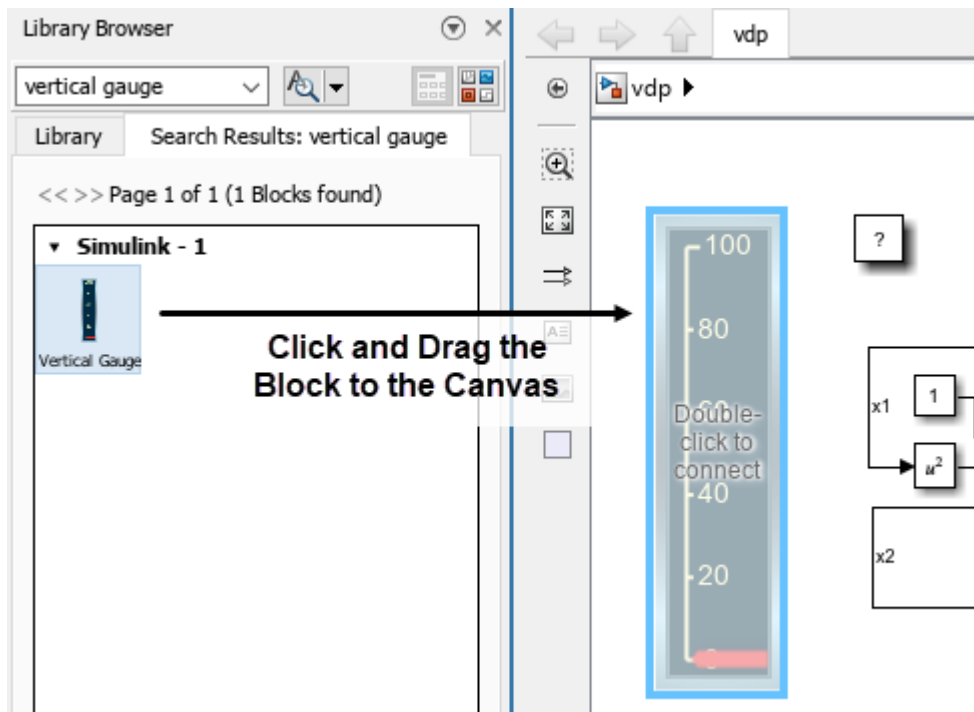 Library Browser
vertical gauge
Library
Search Results: vertical gauge
<< >> Page 1 of 1 (1 Blocks found)
Simulink - 1
Vertical Gauge
Click and Drag the
Block to the Canvas
vdp
vdp
100
80
60
Double-
click to
connect
40
20
0
?
x1
1
u²
x2